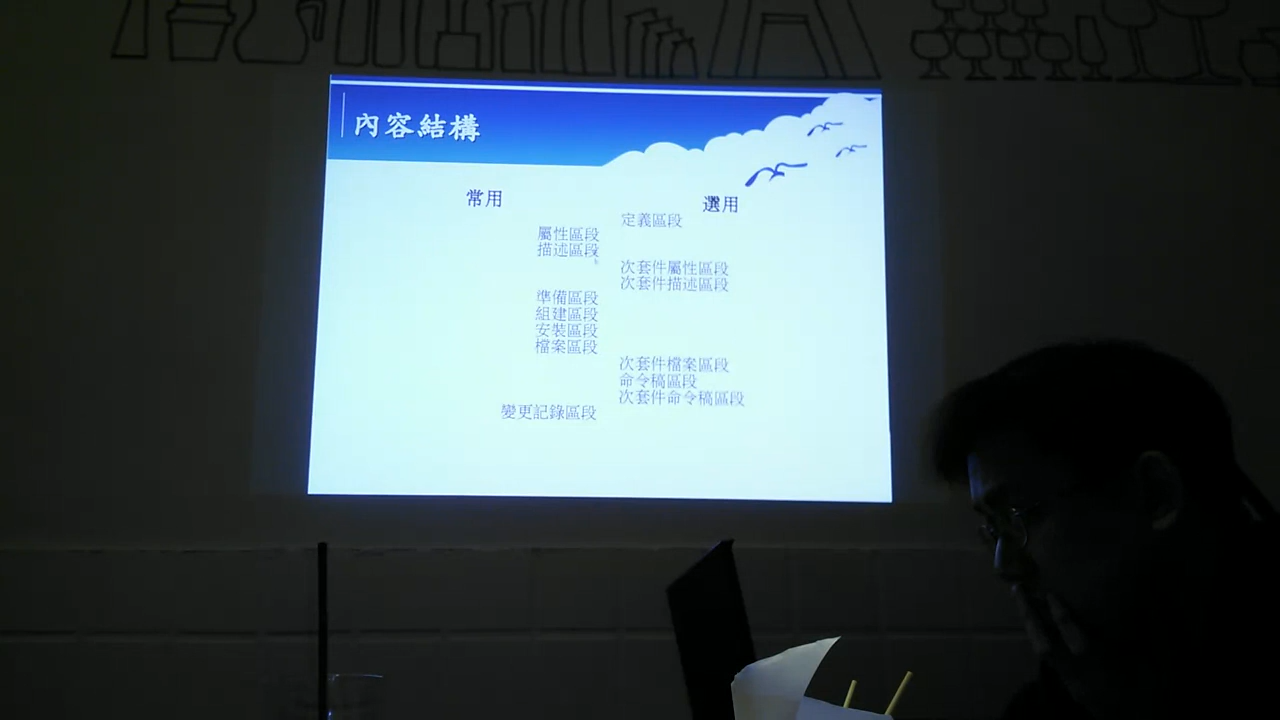 內容結構
常用
選用
定義區段
屬性區段
描述區段
次套件屬性區段
次套件描述區段
準備區段
組建區段
安裝區段
檔案區段
次套件檔案區段
命令稿區段
次套件命令稿區段
變更記錄區段